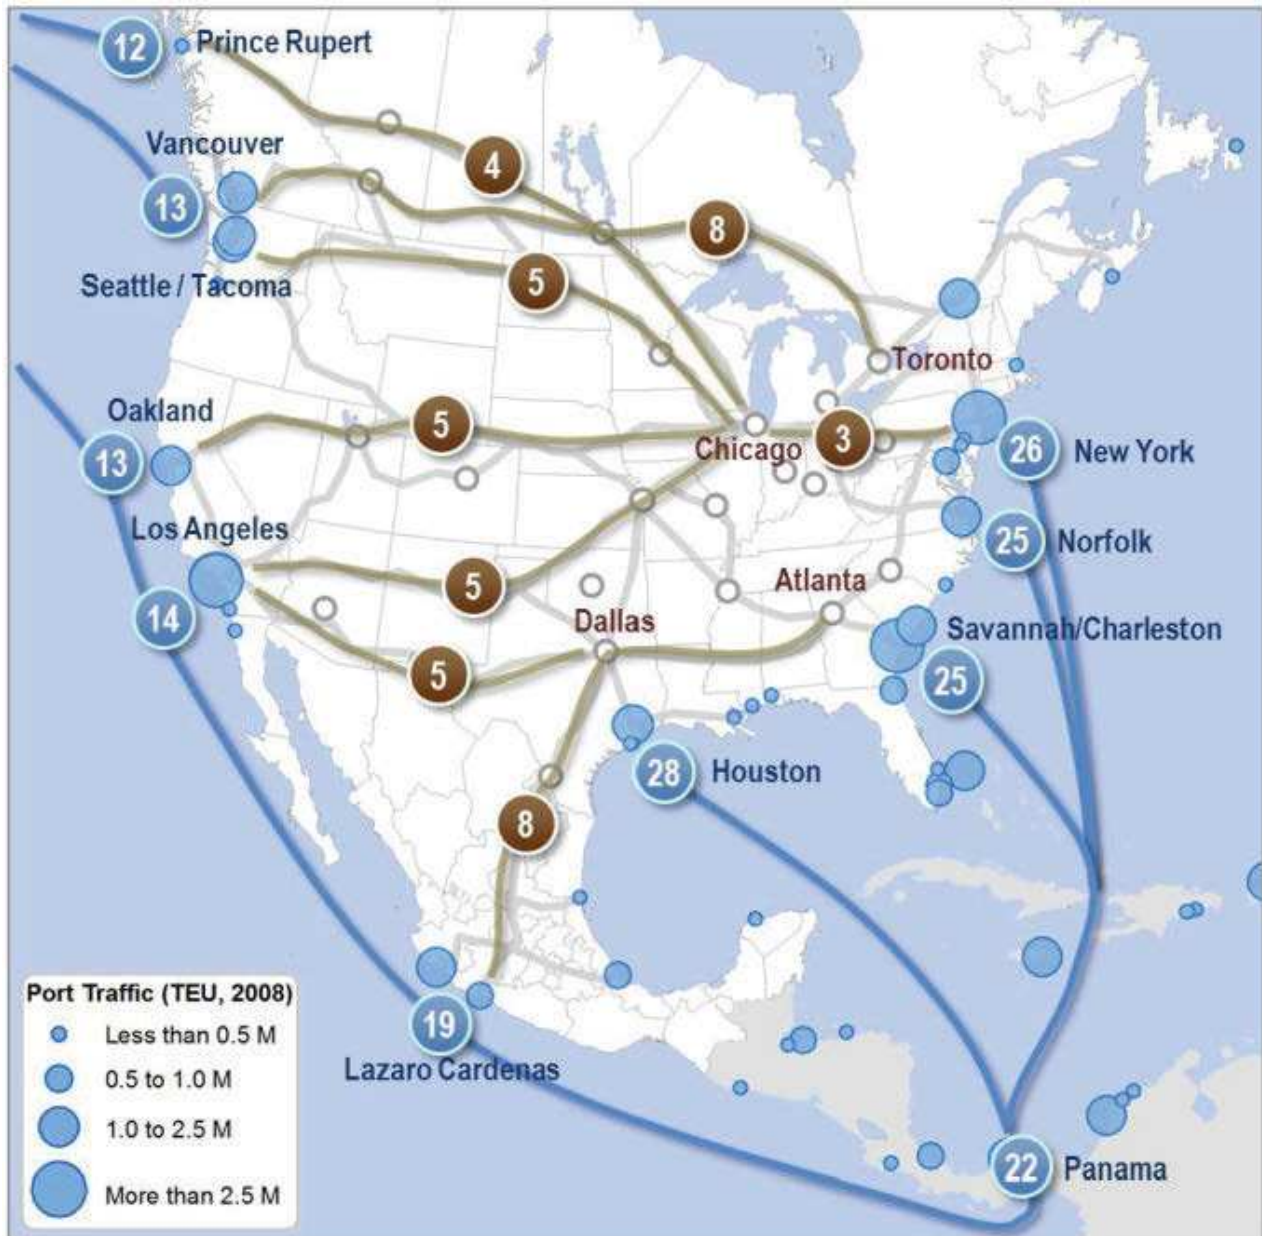 12
Prince Rupert
Vancouver
4
13
8
Seattle / Tacoma
5
Toronto
Oakland
5
3
Chicago
13
26
New York
Los Angeles
25
Norfolk
5
Atlanta
14
Dallas
Savannah/Charleston
5
25
28
Houston
8
Port Traffic (TEU, 2008)
Less than 0.5 M
0.5 to 1.0 M
1.0 to 2.5 M
More than 2.5 M
19
Lazaro Cardenas
22
Panama